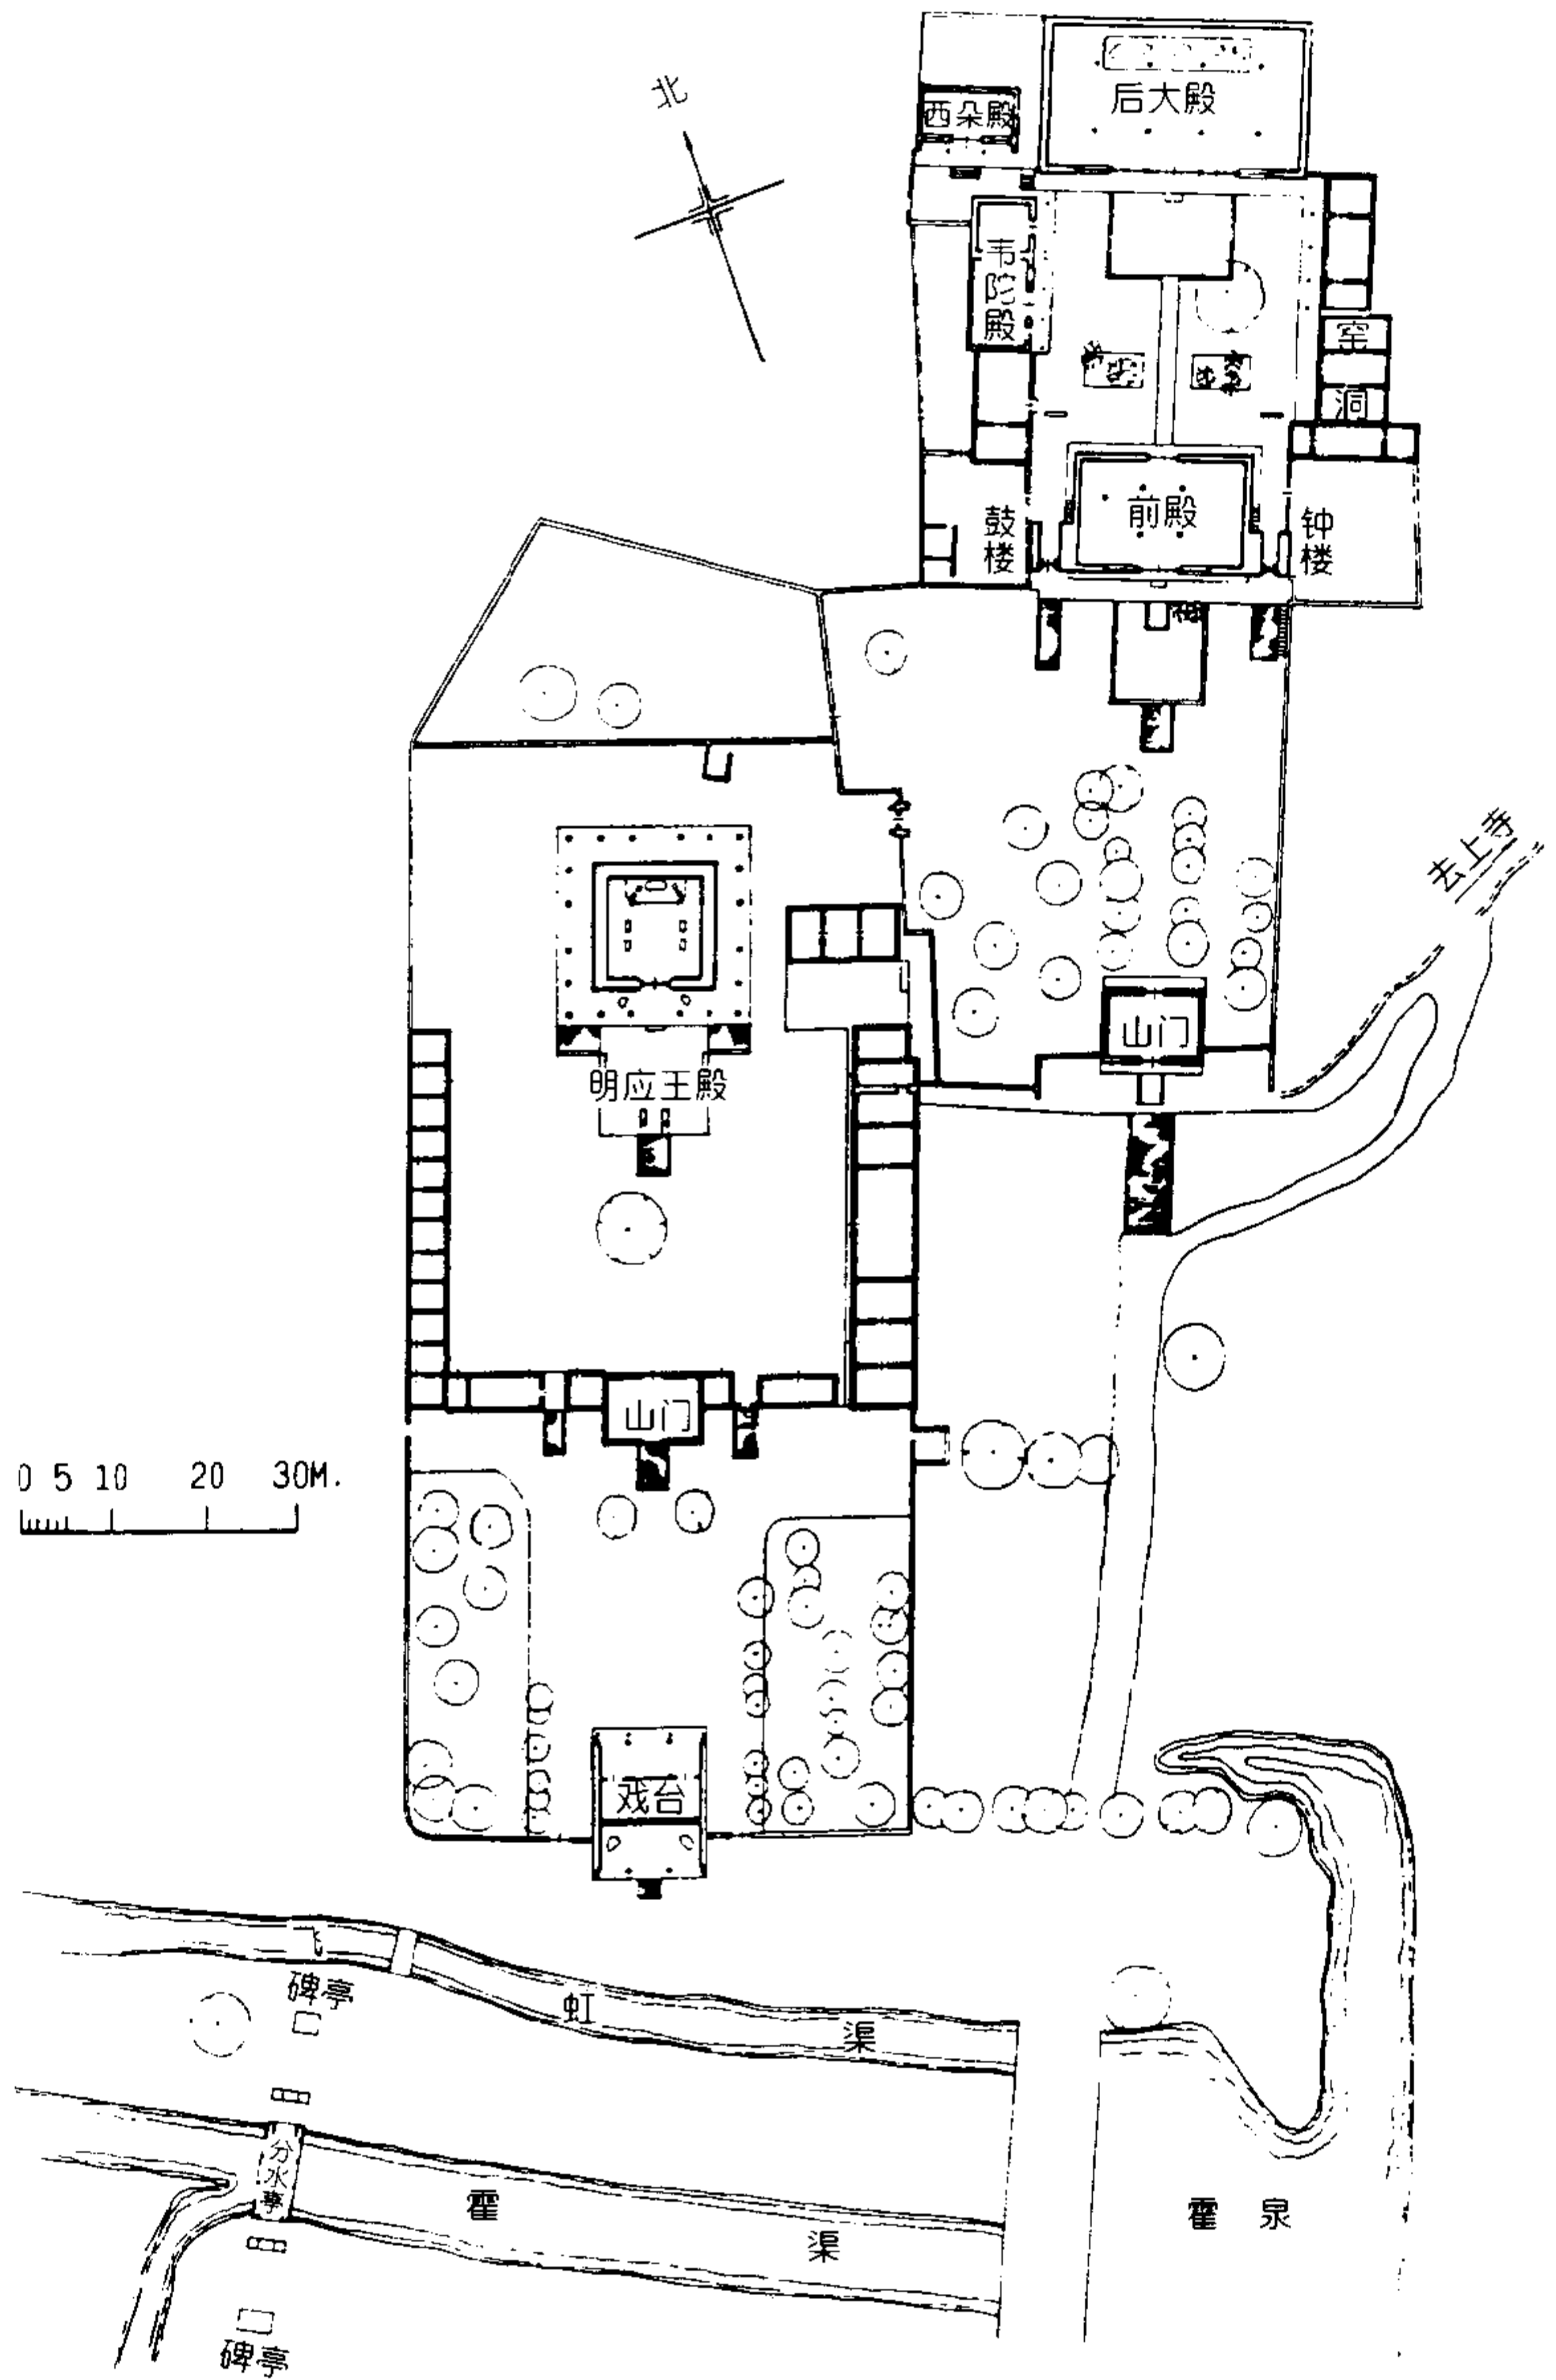 北
后大殿
西朵殿
韦陀殿
窑洞
前殿
鼓楼
钟楼
去上寺
山门
明应王殿
山门
0 5 10 20 30M.
戏台
飞虹渠
碑亭
分水亭
霍渠
霍泉
碑亭